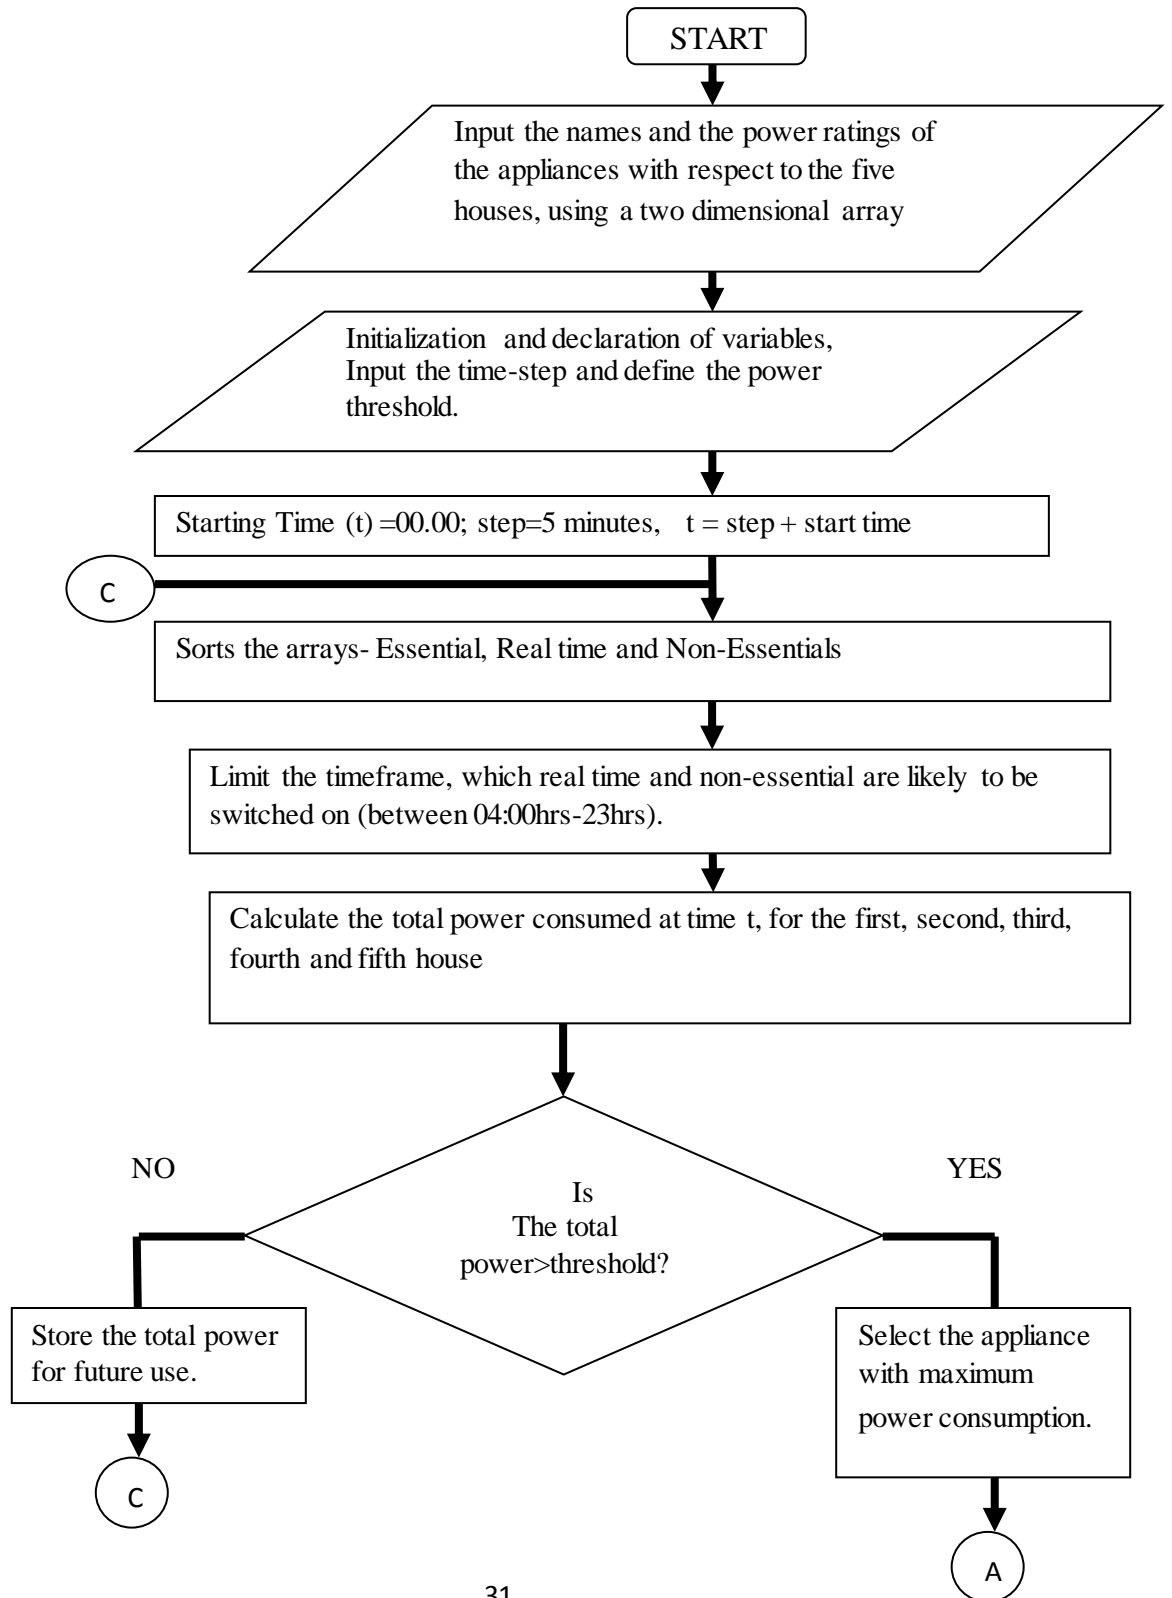 START
Input the names and the power ratings of
the appliances with respect to the five
houses, using a two dimensional array
Initialization and declaration of variables,
Input the time-step and define the power
threshold.
Starting Time (t) =00.00; step=5 minutes, t = step + start time
C
Sorts the arrays- Essential, Real time and Non-Essentials
Limit the timeframe, which real time and non-essential are likely to be
switched on (between 04:00hrs-23hrs).
Calculate the total power consumed at time t, for the first, second, third,
fourth and fifth house
NO
YES
Is
The total
power>threshold?
Store the total power
for future use.
Select the appliance
with maximum
power consumption.
C
A
31